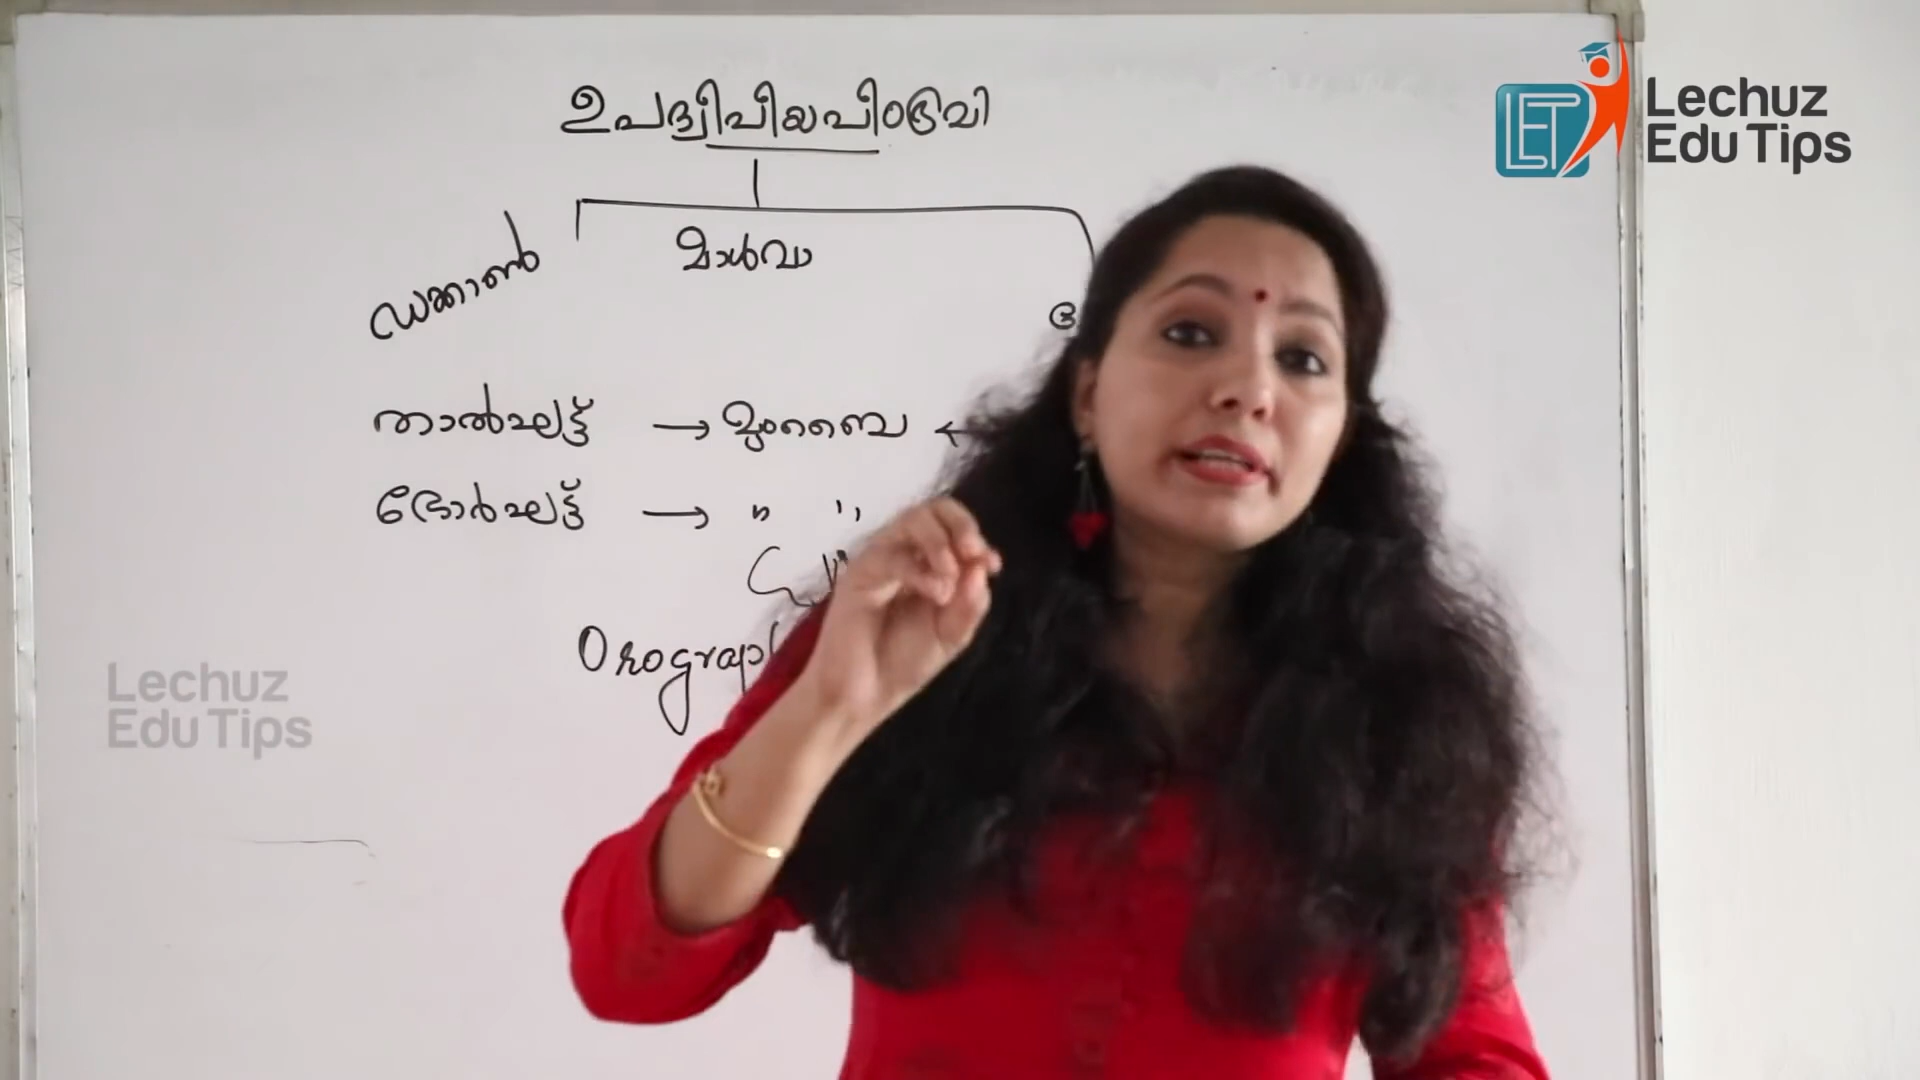 ഉപദ്വീപീയപീഠഭൂമി
ഡക്കാൺ
മാൾവാ
താൽഘട്ട് → മുംബൈ ←
ഭോർഘട്ട് → " "
Orograp
Lechuz
Edu Tips
Lechuz
Edu Tips